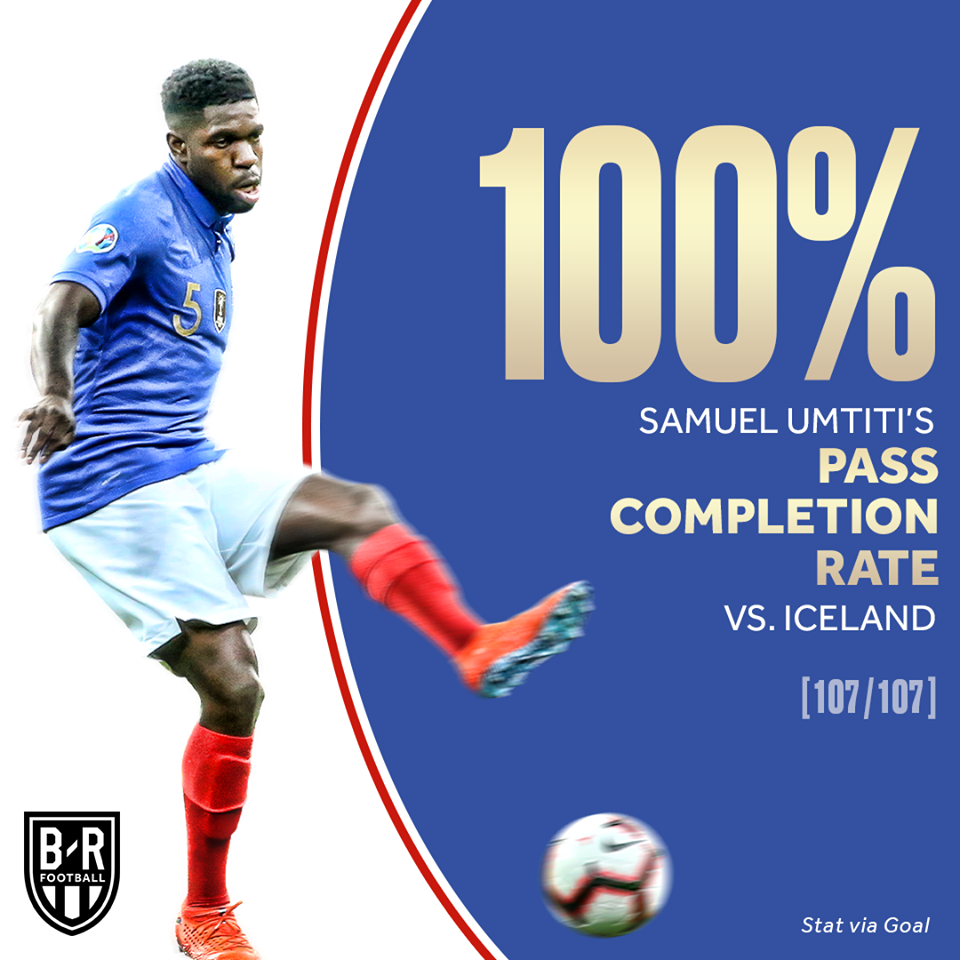 100%
SAMUEL UMTITI'S
PASS
COMPLETION
RATE
VS. ICELAND
[107/107]
5
B-R
FOOTBALL
Stat via Goal